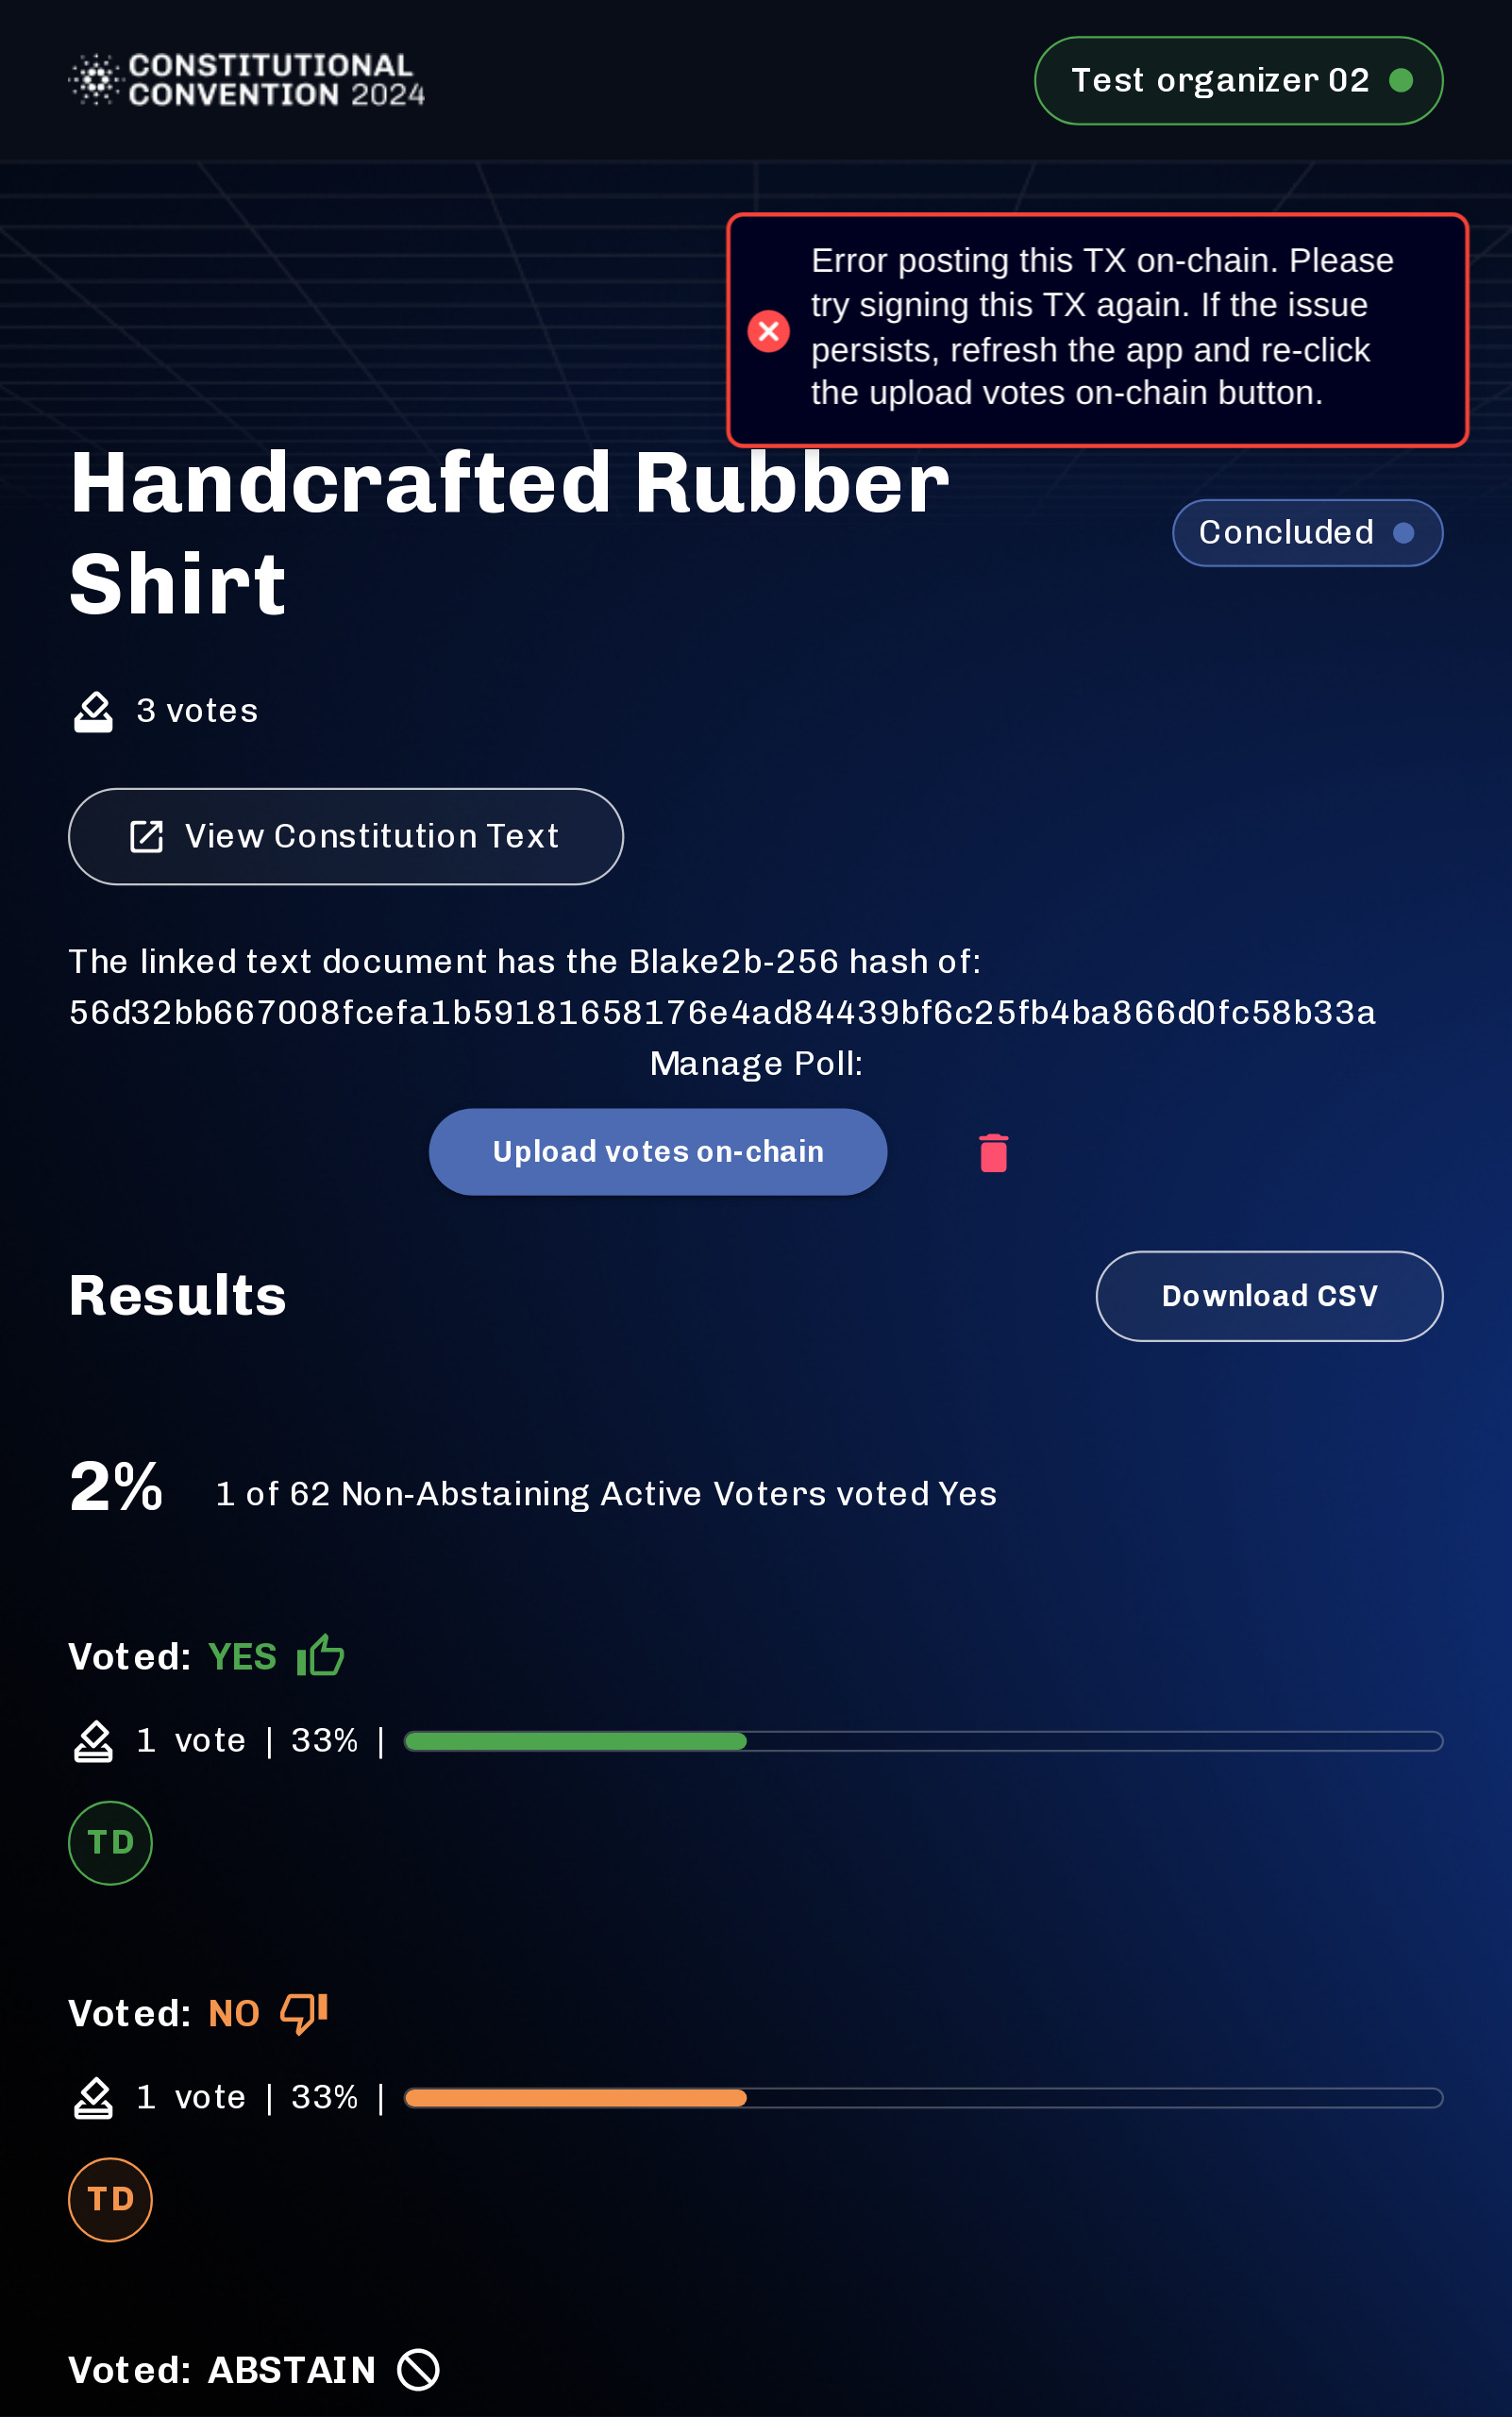 CONSTITUTIONAL
CONVENTION 2024
Test organizer 02
Error posting this TX on-chain. Please
try signing this TX again. If the issue
persists, refresh the app and re-click
the upload votes on-chain button.
Handcrafted Rubber
Shirt
Concluded
3 votes
View Constitution Text
The linked text document has the Blake2b-256 hash of:
56d32bb667008fcefa1b59181658176e4ad84439bf6c25fb4ba866d0fc58b33a
Manage Poll:
Upload votes on-chain
Results
Download CSV
2%
1 of 62 Non-Abstaining Active Voters voted Yes
Voted: YES
1 vote | 33% |
TD
Voted: NO
1 vote | 33% |
TD
Voted: ABSTAIN